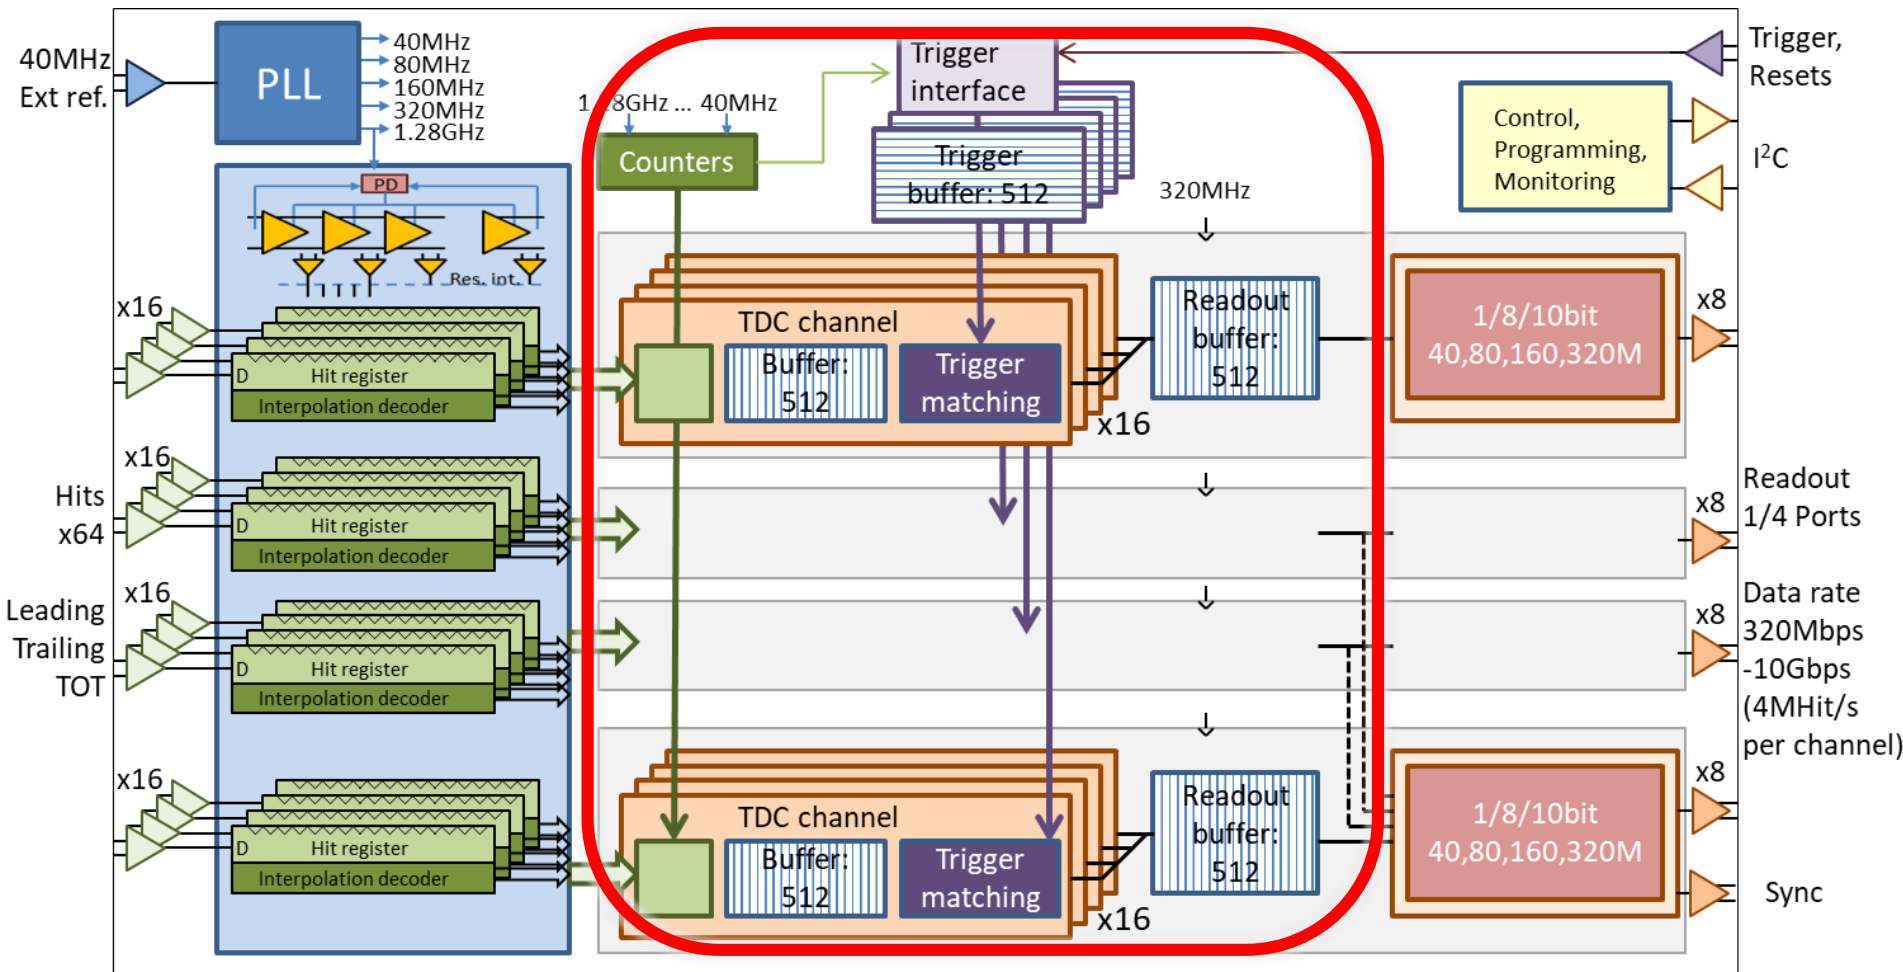 40MHz
Ext ref.
PLL
40MHz
80MHz
160MHz
320MHz
1.28GHz
PD
Res. int.
Counters
... 40MHz
Trigger
interface
Trigger
buffer: 512
320MHz
Trigger,
Resets
Control,
Programming,
Monitoring
I²C
x16
D
Hit register
Interpolation decoder
TDC channel
Buffer:
512
Trigger
matching
x16
Readout
buffer:
512
1/8/10bit
40,80,160,320M
x8
Hits
x64
x16
D
Hit register
Interpolation decoder
x8
Readout
1/4 Ports
Leading
Trailing
TOT
x16
D
Hit register
Interpolation decoder
x8
Data rate
320Mbps
-10Gbps
(4MHit/s
per channel)
x16
D
Hit register
Interpolation decoder
TDC channel
Buffer:
512
Trigger
matching
x16
Readout
buffer:
512
1/8/10bit
40,80,160,320M
x8
Sync